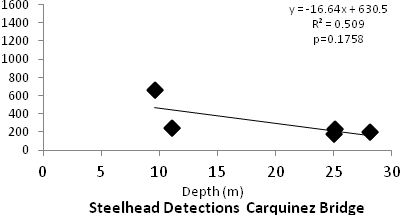 1600
1400
1200
1000
800
600
400
200
0
y = -16.64x + 630.5
R² = 0.509
p=0.1758
0 5 10 15 20 25 30
Depth (m)
Steelhead Detections Carquinez Bridge